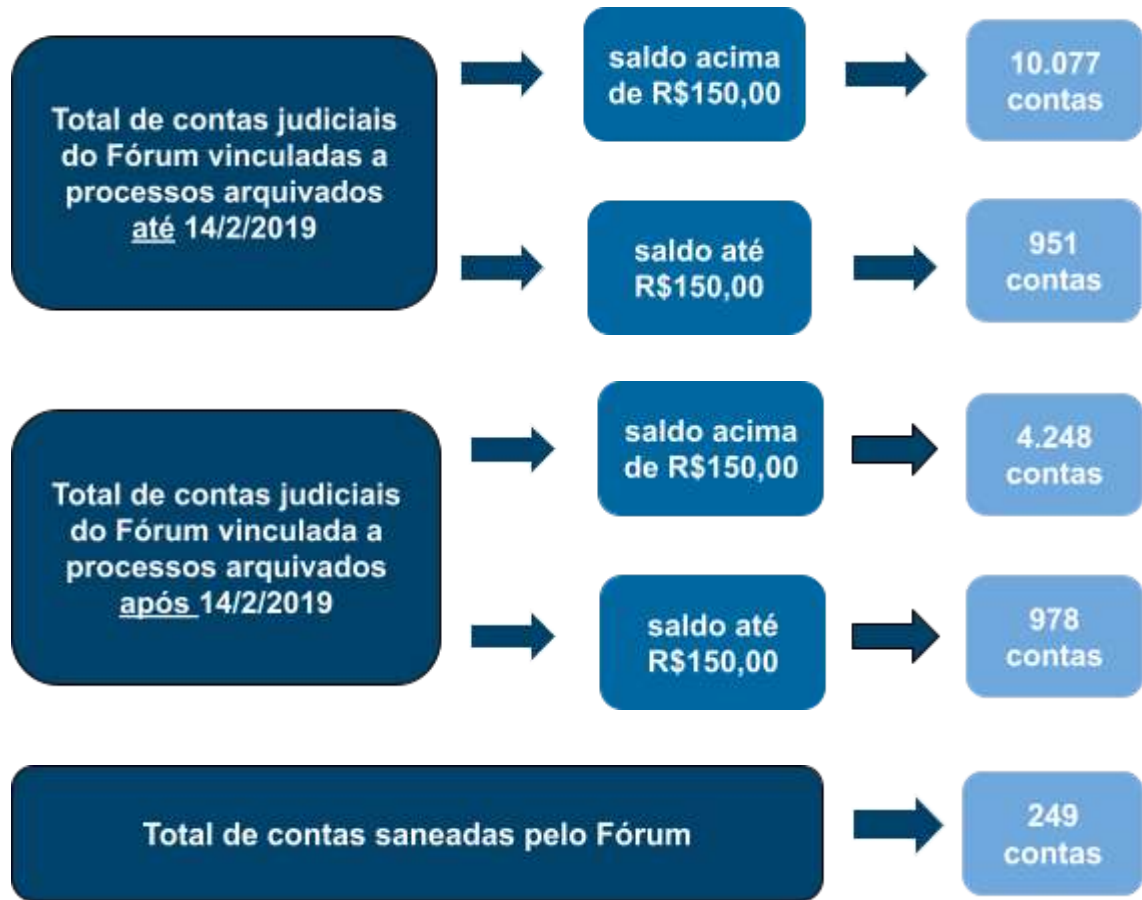 Total de contas judiciais
do Fórum vinculadas a
processos arquivados
até 14/2/2019
saldo acima
de R$150,00
10.077
contas
saldo até
R$150,00
951
contas
Total de contas judiciais
do Fórum vinculada a
processos arquivados
após 14/2/2019
saldo acima
de R$150,00
4.248
contas
saldo até
R$150,00
978
contas
Total de contas saneadas pelo Fórum
249
contas